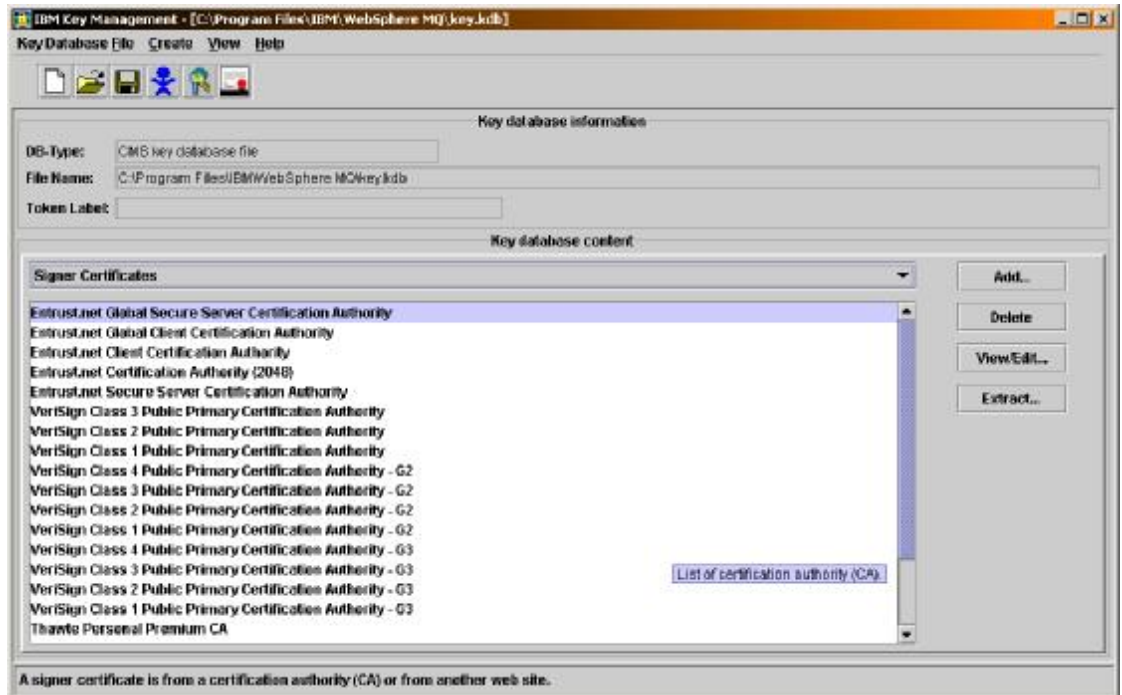 IBM Key Management - [C:\Program Files\IBM\WebSphere MQ\key.kdb]
Key Database File Create View Help
Key database information
DB-Type: CMS key database file
File Name: C:\Program Files\IBM\WebSphere MQ\key.kdb
Token Label:
Key database content
Signer Certificates
Add...
Entrust.net Global Secure Server Certification Authority
Delete
Entrust.net Global Client Certification Authority
Entrust.net Client Certification Authority
View/Edit...
Entrust.net Certification Authority (2048)
Entrust.net Secure Server Certification Authority
Extract...
VeriSign Class 3 Public Primary Certification Authority
VeriSign Class 2 Public Primary Certification Authority
VeriSign Class 1 Public Primary Certification Authority
VeriSign Class 4 Public Primary Certification Authority - G2
VeriSign Class 3 Public Primary Certification Authority - G2
VeriSign Class 2 Public Primary Certification Authority - G2
VeriSign Class 1 Public Primary Certification Authority - G2
VeriSign Class 4 Public Primary Certification Authority - G3
VeriSign Class 3 Public Primary Certification Authority - G3
List of certification authority (CA).
VeriSign Class 2 Public Primary Certification Authority - G3
VeriSign Class 1 Public Primary Certification Authority - G3
Thawte Personal Premium CA
A signer certificate is from a certification authority (CA) or from another web site.